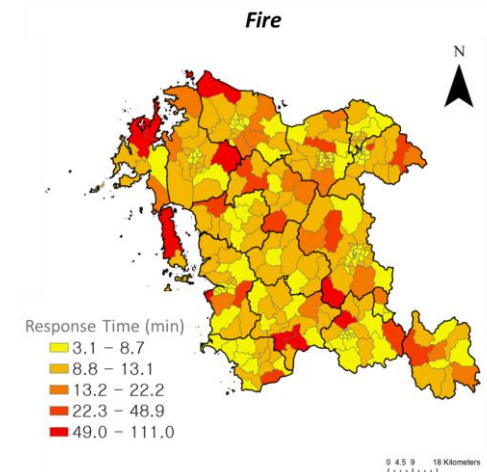 Fire
N
Response Time (min)
3.1 – 8.7
8.8 – 13.1
13.2 – 22.2
22.3 – 48.9
49.0 – 111.0
0 4.5 9 18 Kilometers